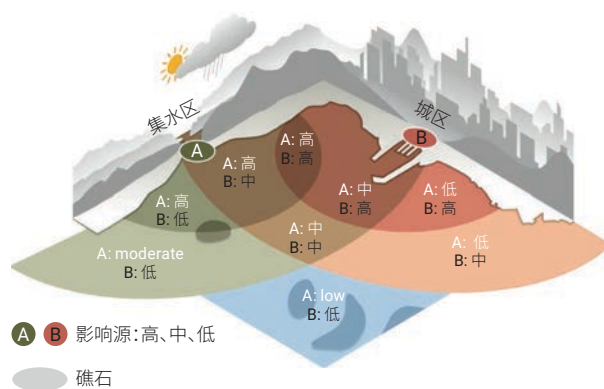 集水区
城区
A
B
A: 高
B: 高
A: 高
B: 中
A: 高
B: 低
A: 中
B: 高
A: 低
B: 高
A: 中
B: 中
A: 低
B: 中
A: moderate
B: 低
A: low
B: 低
A B 影响源：高、中、低
礁石